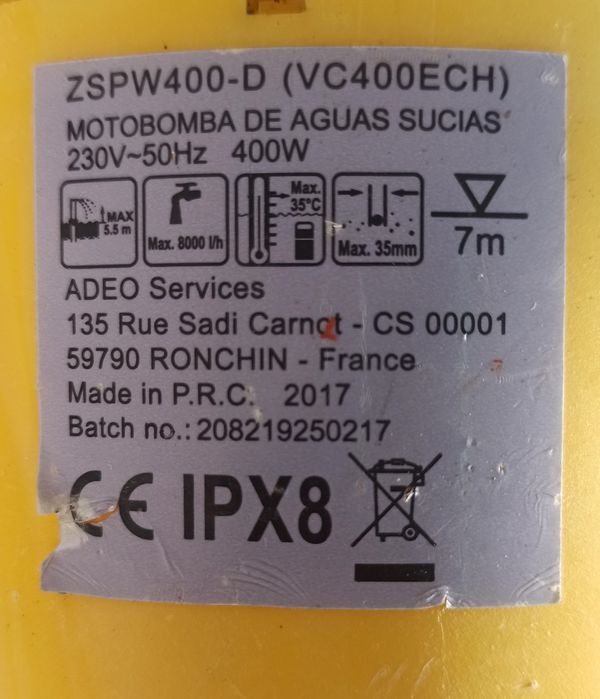 ZSPW400-D (VC400ECH)
MOTOBOMBA DE AGUAS SUCIAS
230V~50Hz 400W
MAX 5.5 m
Max. 8000 l/h
Max. 35°C
Max. 35mm
7m
ADEO Services
135 Rue Sadi Carnot - CS 00001
59790 RONCHIN - France
Made in P.R.C. 2017
Batch no.: 208219250217
CE IPX8